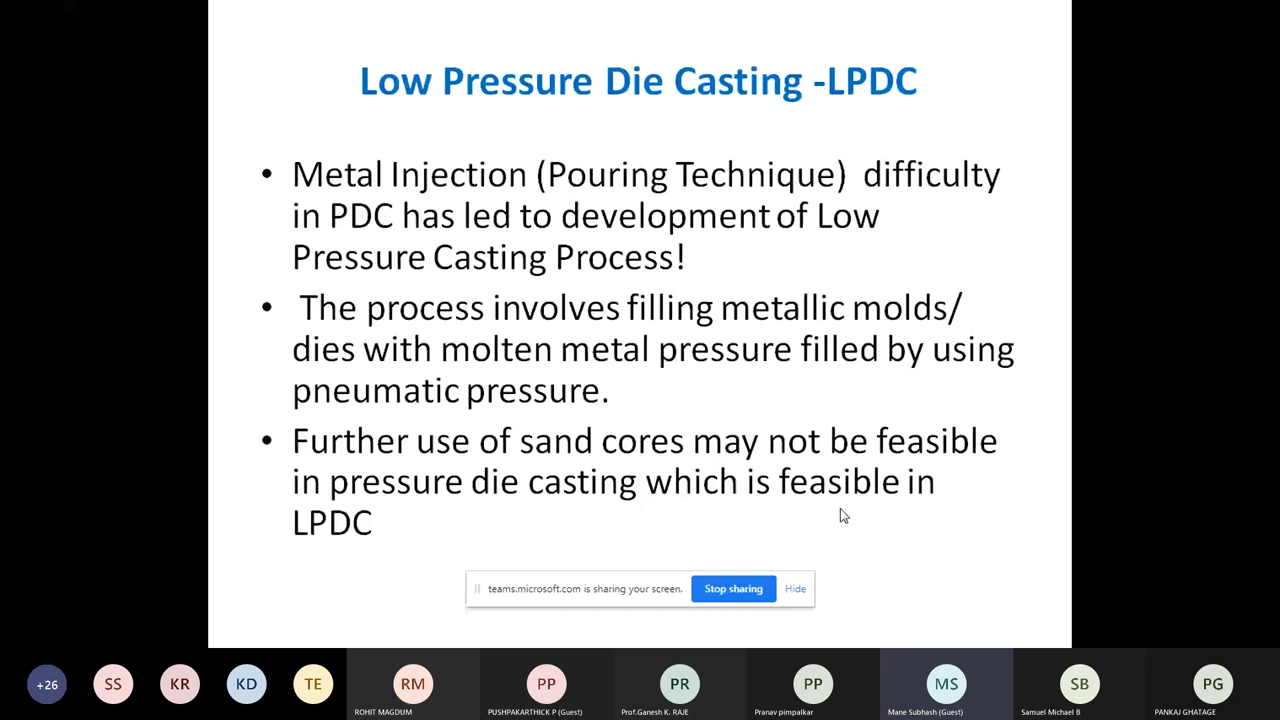 Low Pressure Die Casting -LPDC
• Metal Injection (Pouring Technique) difficulty
in PDC has led to development of Low
Pressure Casting Process!
• The process involves filling metallic molds/
dies with molten metal pressure filled by using
pneumatic pressure.
• Further use of sand cores may not be feasible
in pressure die casting which is feasible in
LPDC
teams.microsoft.com is sharing your screen. Stop sharing Hide
+26 SS KR KD TE RM PP PR PP MS SB PG
ROHIT MAGDUM PUSHPAKARTHICK P (Guest) Prof.Ganesh K. RAJE Pranav pimpalkar Mane Subhash (Guest) Samuel Michael B PANKAJ GHATAGE